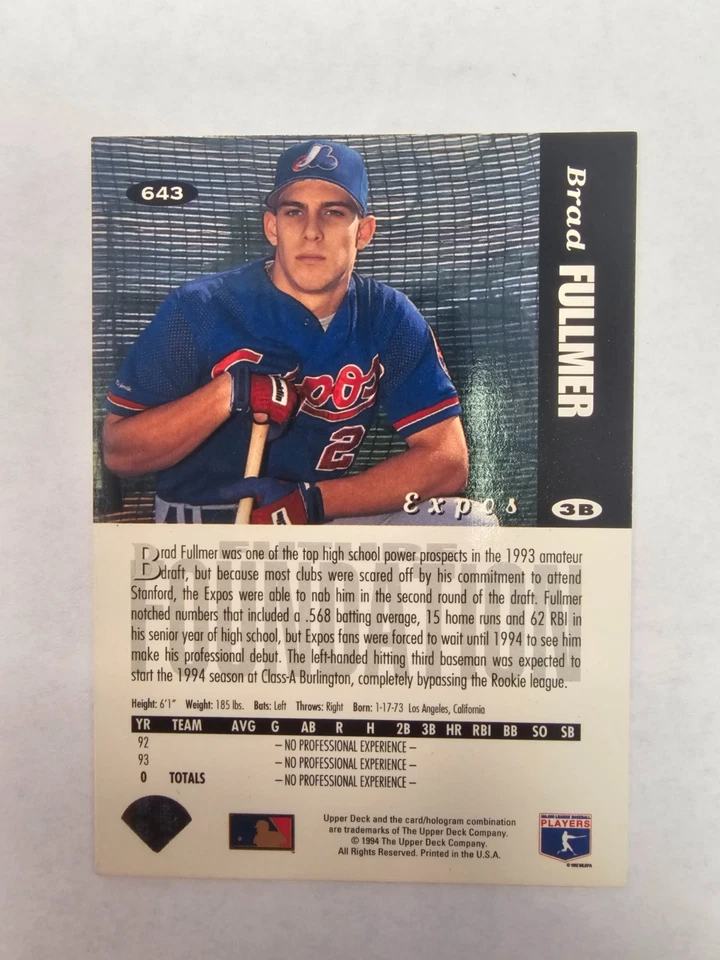 643
Brad FULLMER
Expos
2
Expos
3B
FUTURE
FOUNDATION
Brad Fullmer was one of the top high school power prospects in the 1993 amateur
draft, but because most clubs were scared off by his commitment to attend
Stanford, the Expos were able to nab him in the second round of the draft. Fullmer
notched numbers that included a .568 batting average, 15 home runs and 62 RBI in
his senior year of high school, but Expos fans were forced to wait until 1994 to see him
make his professional debut. The left-handed hitting third baseman was expected to
start the 1994 season at Class-A Burlington, completely bypassing the Rookie league.
Height: 6'1" Weight: 185 lbs. Bats: Left Throws: Right Born: 1-17-73 Los Angeles, California
YR TEAM AVG G AB R H 2B 3B HR RBI BB SO SB
92 – NO PROFESSIONAL EXPERIENCE –
93 – NO PROFESSIONAL EXPERIENCE –
0 TOTALS – NO PROFESSIONAL EXPERIENCE –
Upper Deck and the card/hologram combination
are trademarks of The Upper Deck Company.
© 1994 The Upper Deck Company.
All Rights Reserved. Printed in the U.S.A.
MAJOR LEAGUE BASEBALL
PLAYERS